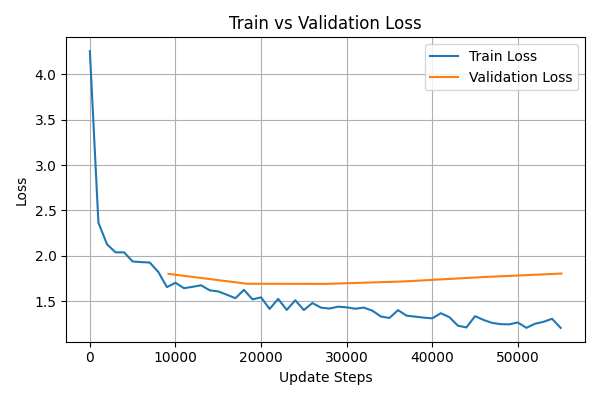 Train vs Validation Loss
Train Loss
Validation Loss
4.0
3.5
3.0
2.5
2.0
1.5
Loss
0 10000 20000 30000 40000 50000
Update Steps